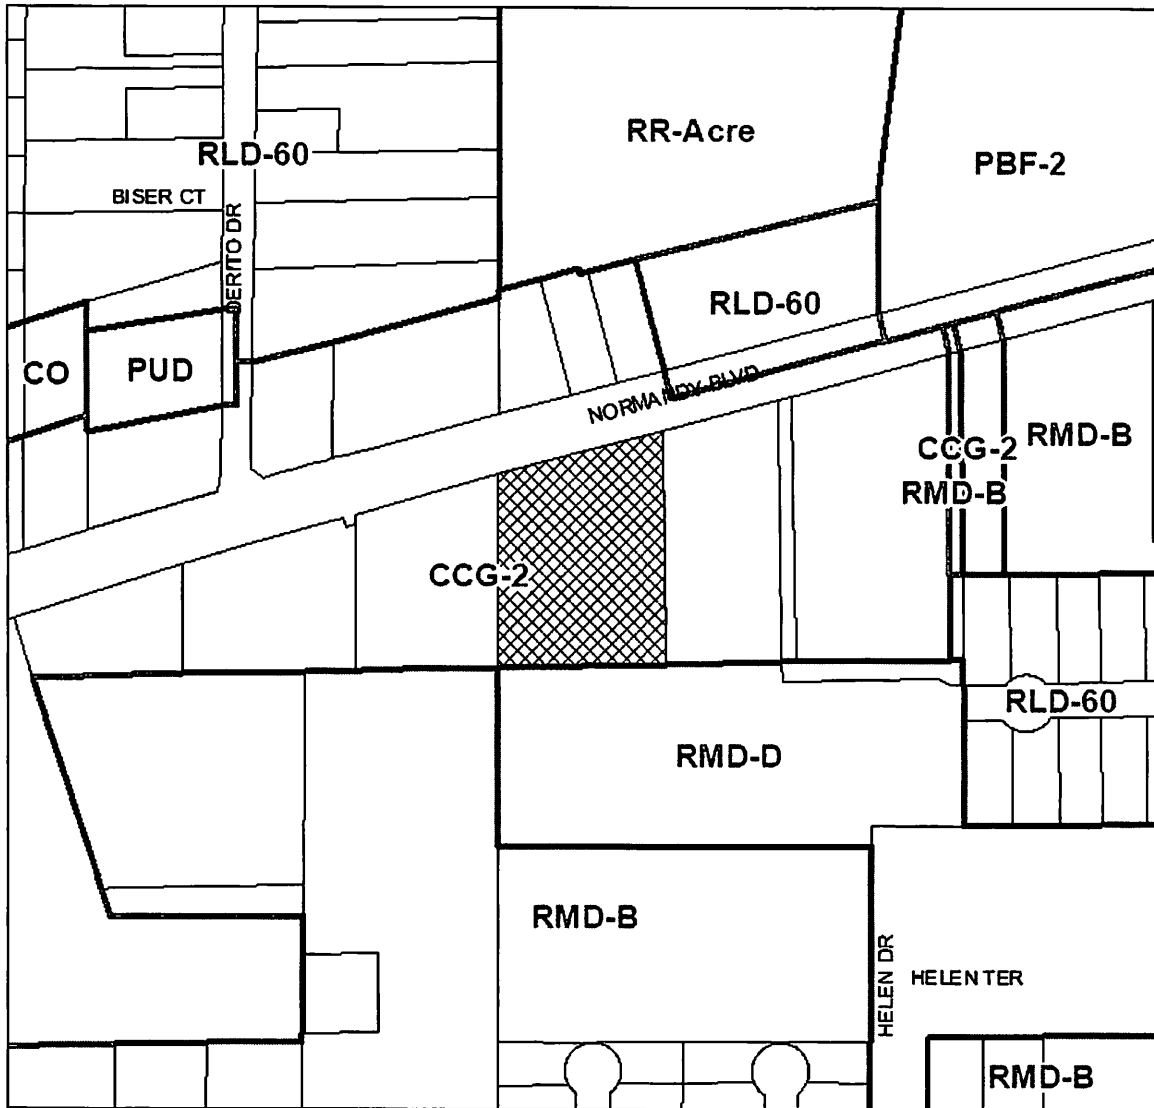 RR-Acre
PBF-2
RLD-60
BISER CT
DERITO DR
RLD-60
CO
PUD
NORMANDY BLVD
CCG-2
RMD-B
RMD-B
CCG-2
RLD-60
RMD-D
RMD-B
HELEN DR
HELEN TER
RMD-B